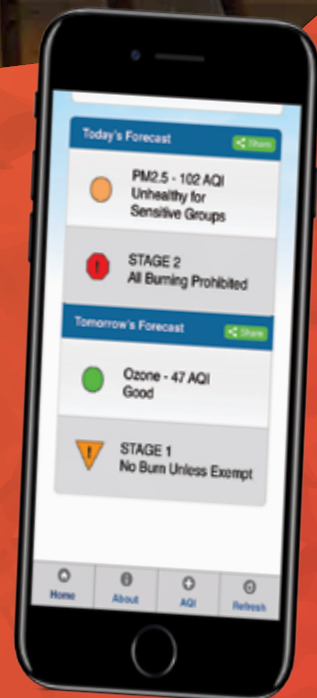 Today's Forecast
Share
PM2.5 - 102 AQI
Unhealthy for
Sensitive Groups
STAGE 2
All Burning Prohibited
Tomorrow's Forecast
Share
Ozone - 47 AQI
Good
STAGE 1
No Burn Unless Exempt
Home
About
AQI
Refresh